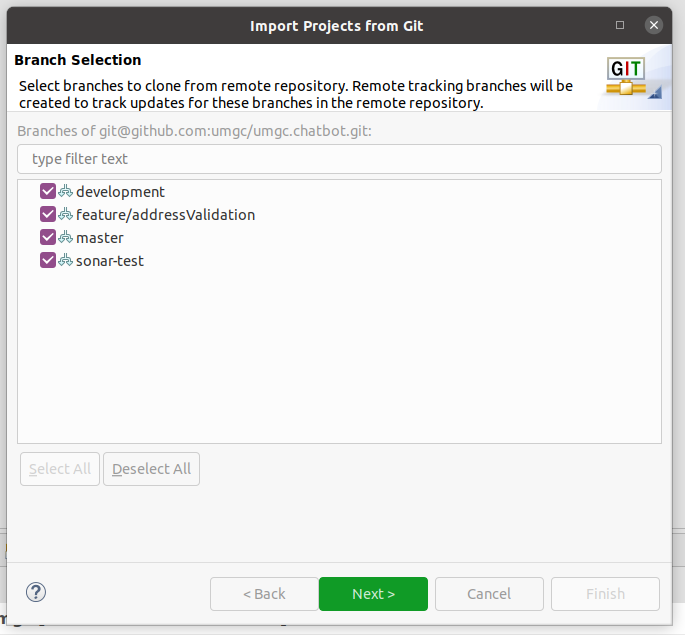 Import Projects from Git
Branch Selection
Select branches to clone from remote repository. Remote tracking branches will be
created to track updates for these branches in the remote repository.
GIT
Branches of git@github.com:umgc/umgc.chatbot.git:
type filter text
development
feature/addressValidation
master
sonar-test
Select All
Deselect All
?
< Back
Next >
Cancel
Finish